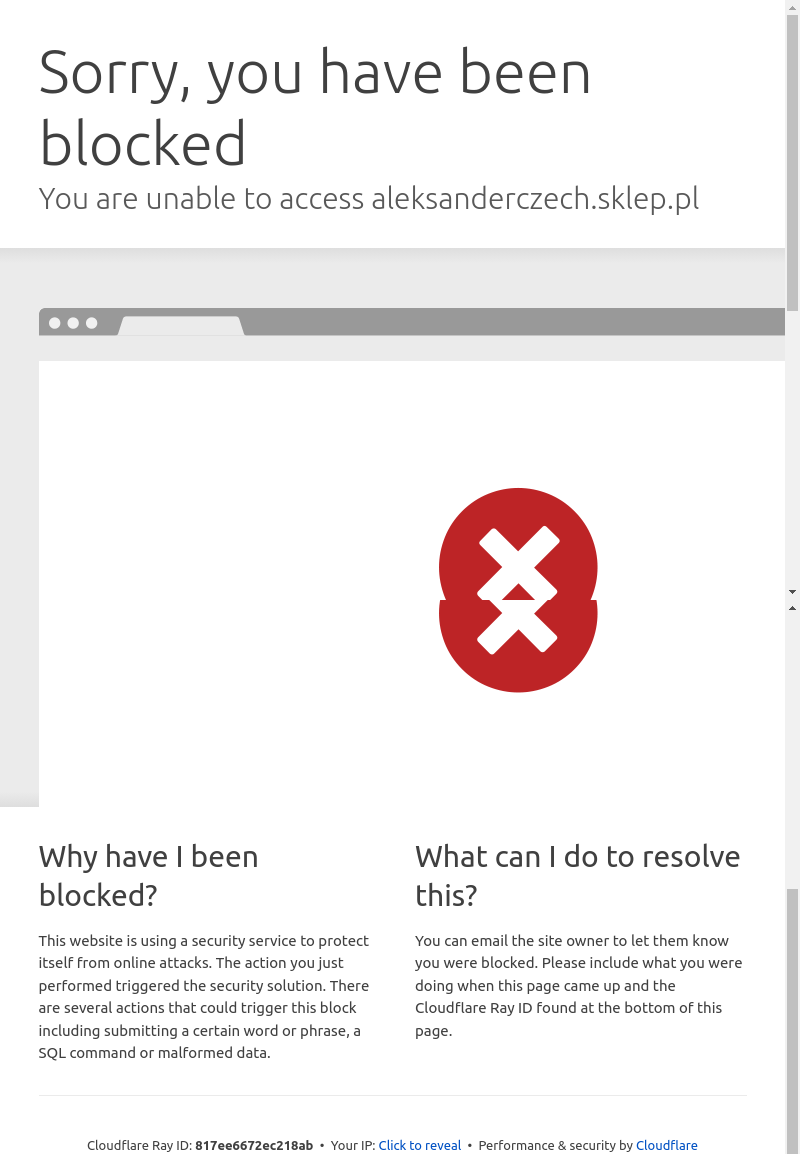 Sorry, you have been
blocked
You are unable to access aleksanderczech.sklep.pl
Why have I been
blocked?
This website is using a security service to protect
itself from online attacks. The action you just
performed triggered the security solution. There
are several actions that could trigger this block
including submitting a certain word or phrase, a
SQL command or malformed data.
What can I do to resolve
this?
You can email the site owner to let them know
you were blocked. Please include what you were
doing when this page came up and the
Cloudflare Ray ID found at the bottom of this
page.
Cloudflare Ray ID: 817ee6672ec218ab • Your IP: Click to reveal • Performance & security by Cloudflare